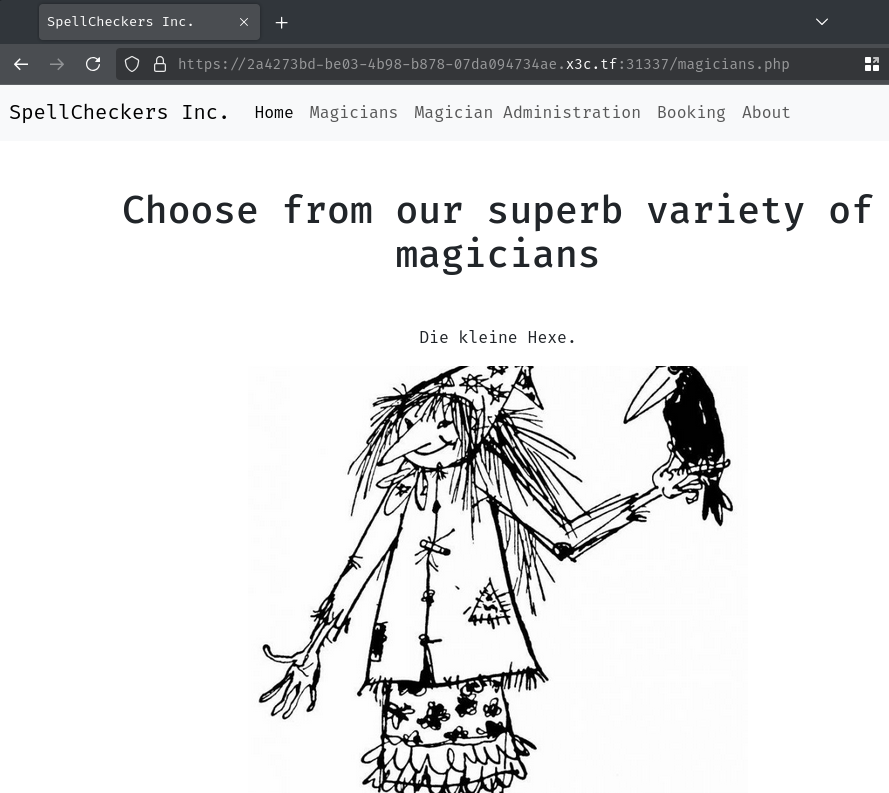 SpellCheckers Inc.
https://2a4273bd-be03-4b98-b878-07da094734ae.x3c.tf:31337/magicians.php
SpellCheckers Inc. Home Magicians Magician Administration Booking About
Choose from our superb variety of
magicians
Die kleine Hexe.